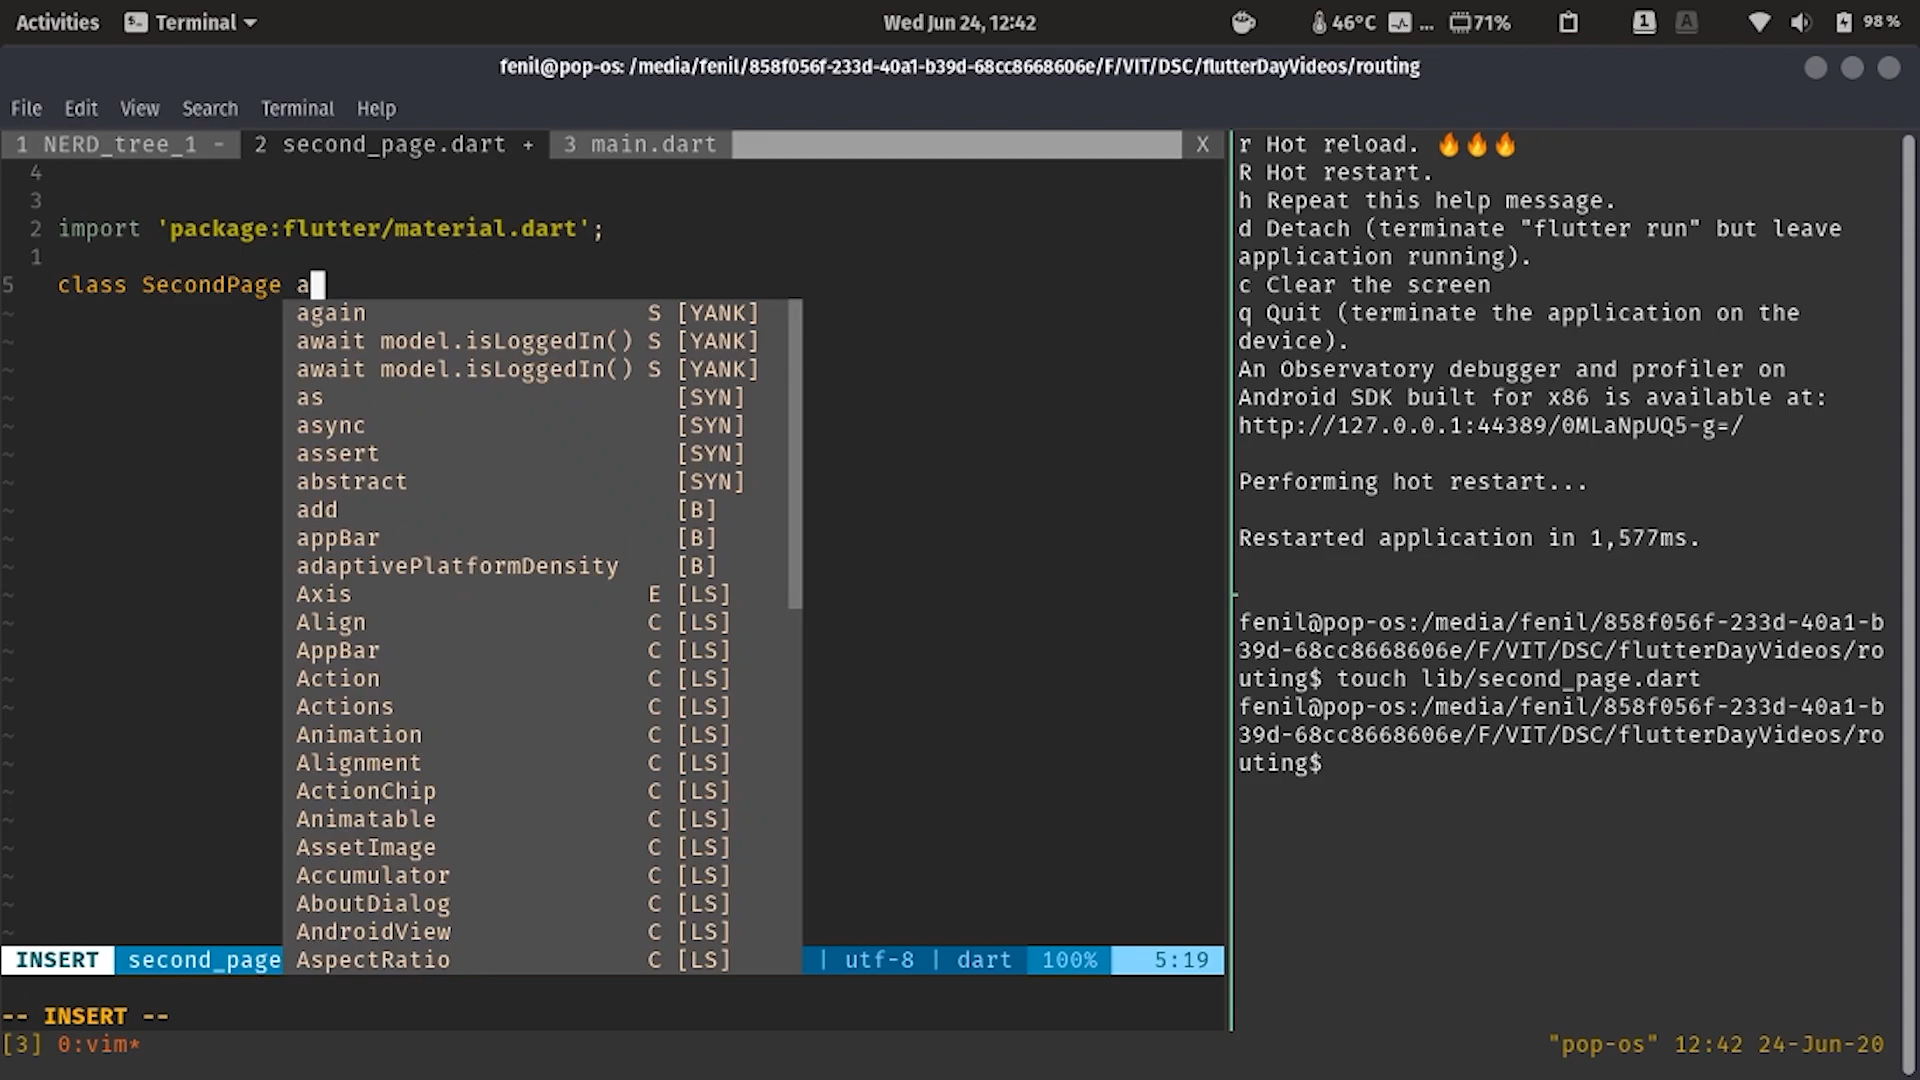 Activities Terminal Wed Jun 24, 12:42 46°C ... 71% 1 A 98 %
fenil@pop-os: /media/fenil/858f056f-233d-40a1-b39d-68cc8668606e/F/VIT/DSC/flutterDayVideos/routing
File Edit View Search Terminal Help
1 NERD_tree_1 - 2 second_page.dart + 3 main.dart X
4
3
2 import 'package:flutter/material.dart';
1
5 class SecondPage a
again S [YANK]
await model.isLoggedIn() S [YANK]
await model.isLoggedIn() S [YANK]
as [SYN]
async [SYN]
assert [SYN]
abstract [SYN]
add [B]
appBar [B]
adaptivePlatformDensity [B]
Axis E [LS]
Align C [LS]
AppBar C [LS]
Action C [LS]
Actions C [LS]
Animation C [LS]
Alignment C [LS]
ActionChip C [LS]
Animatable C [LS]
AssetImage C [LS]
Accumulator C [LS]
AboutDialog C [LS]
AndroidView C [LS]
AspectRatio C [LS]
INSERT second_page | utf-8 | dart 100% 5:19
-- INSERT --
r Hot reload. 🔥🔥🔥
R Hot restart.
h Repeat this help message.
d Detach (terminate "flutter run" but leave
application running).
c Clear the screen
q Quit (terminate the application on the
device).
An Observatory debugger and profiler on
Android SDK built for x86 is available at:
http://127.0.0.1:44389/0MLaNpUQ5-g=/
Performing hot restart...
Restarted application in 1,577ms.
fenil@pop-os:/media/fenil/858f056f-233d-40a1-b
39d-68cc8668606e/F/VIT/DSC/flutterDayVideos/ro
uting$ touch lib/second_page.dart
fenil@pop-os:/media/fenil/858f056f-233d-40a1-b
39d-68cc8668606e/F/VIT/DSC/flutterDayVideos/ro
uting$
[3] 0:vim* "pop-os" 12:42 24-Jun-20